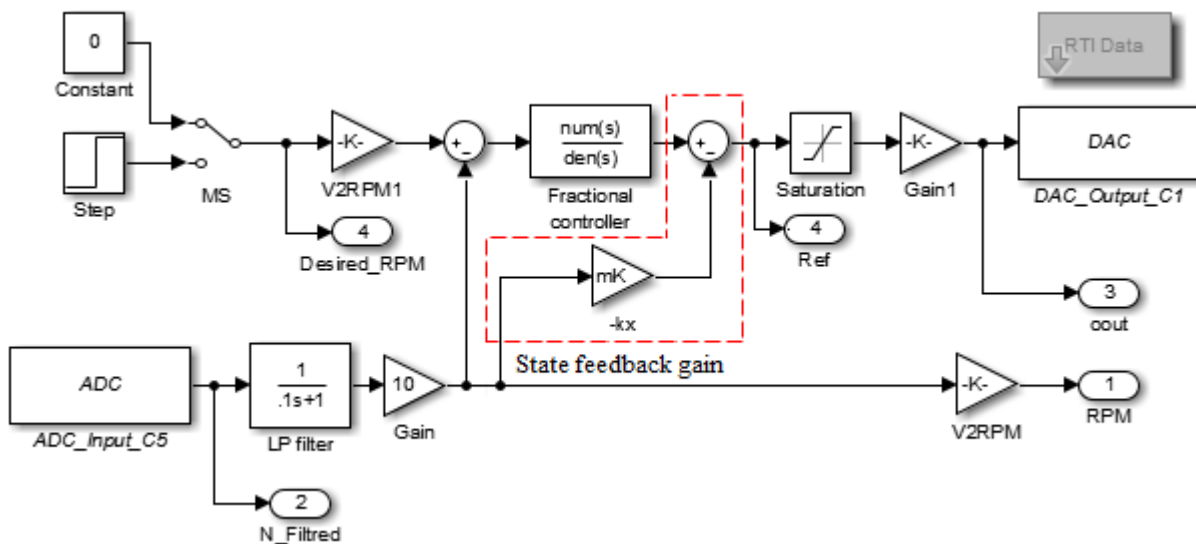 0
Constant
Step
MS
-K-
V2RPM1
4
Desired_RPM
+
-
num(s)
den(s)
Fractional
controller
+
-
mK
-kx
State feedback gain
4
Ref
Saturation
-K-
Gain1
RTI Data
DAC
DAC_Output_C1
3
cout
ADC
ADC_Input_C5
1
.1s+1
LP filter
10
Gain
2
N_Filtred
-K-
V2RPM
1
RPM